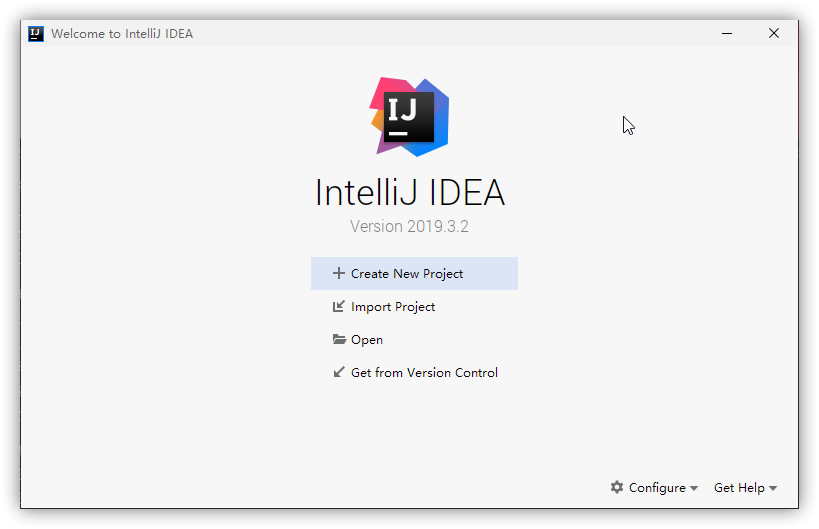 Welcome to IntelliJ IDEA
IJ
IntelliJ IDEA
Version 2019.3.2
Create New Project
Import Project
Open
Get from Version Control
Configure
Get Help